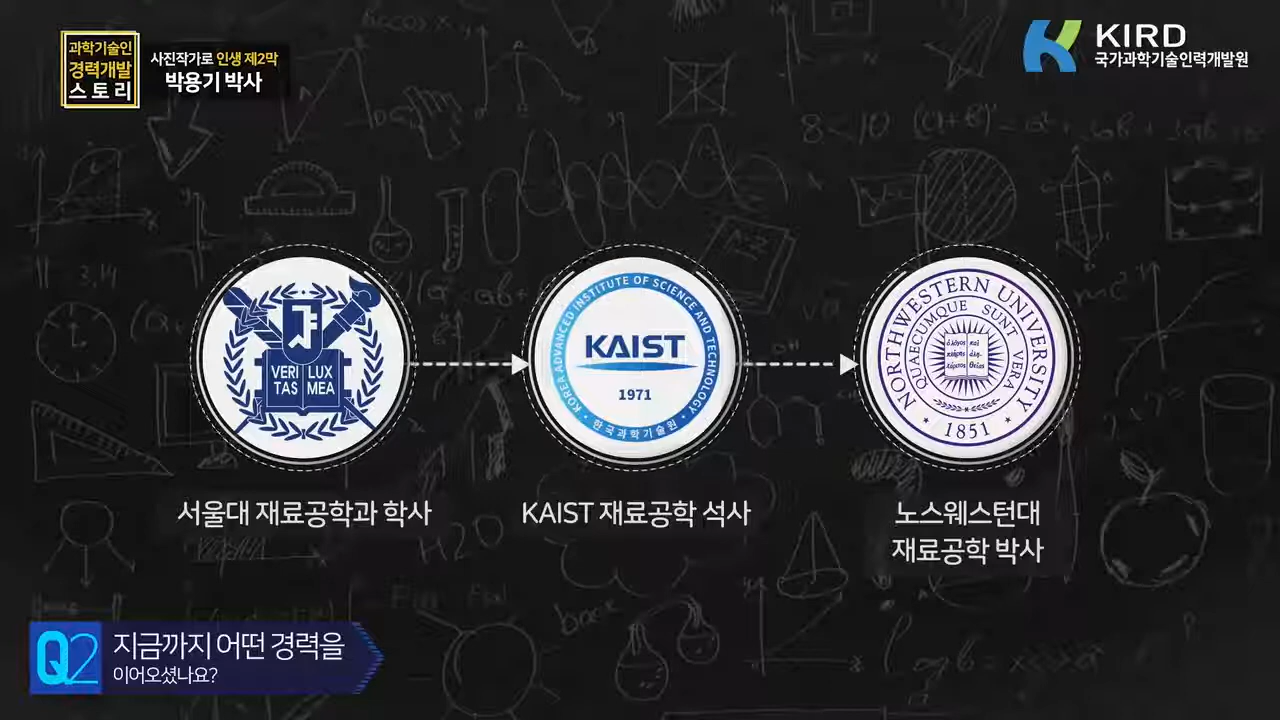 과학기술인
경력개발
스토리
사진작가로 인생 제2막
박용기 박사
KIRD
국가과학기술인력개발원
8<10
3,14
VERI LUX
TAS MEA
KOREA ADVANCED INSTITUTE OF SCIENCE AND TECHNOLOGY
KAIST
1971
한국과학기술원
NORTHWESTERN UNIVERSITY
QUAECUMQUE SUNT VERA
1851
서울대 재료공학과 학사
KAIST 재료공학 석사
노스웨스턴대
재료공학 박사
H2O
Q2
지금까지 어떤 경력을
이어오셨나요?